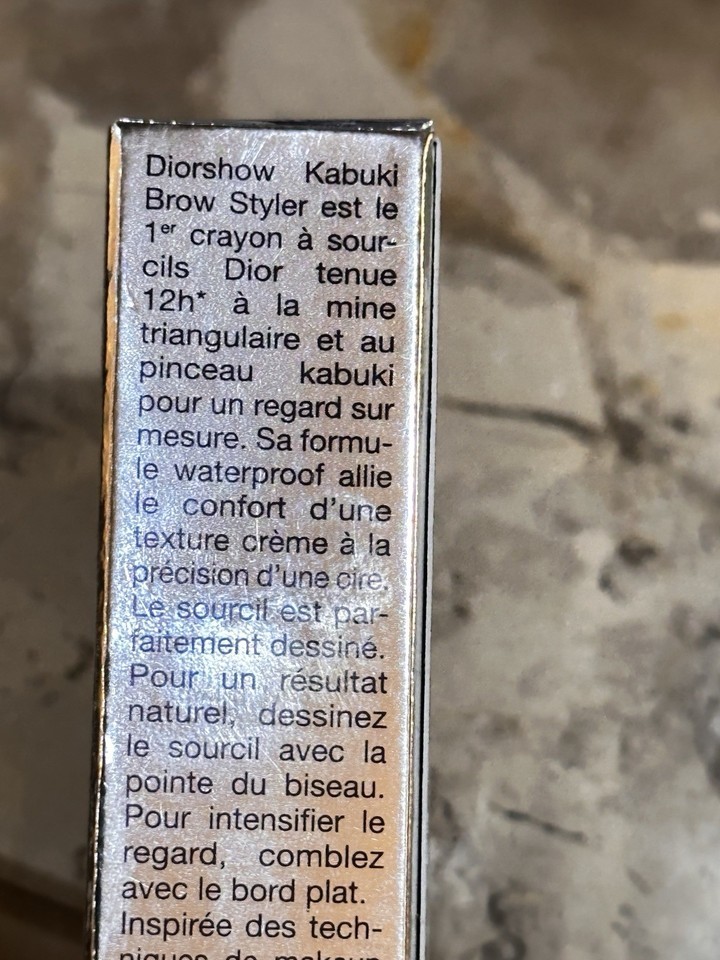 Diorshow Kabuki
Brow Styler est le
1er crayon à sour-
cils Dior tenue
12h* à la mine
triangulaire et au
pinceau kabuki
pour un regard sur
mesure. Sa formu-
le waterproof allie
le confort d'une
texture crème à la
précision d'une cire.
Le sourcil est par-
faitement dessiné.
Pour un résultat
naturel, dessinez
le sourcil avec la
pointe du biseau.
Pour intensifier le
regard, comblez
avec le bord plat.
Inspirée des tech-
niques de makeup